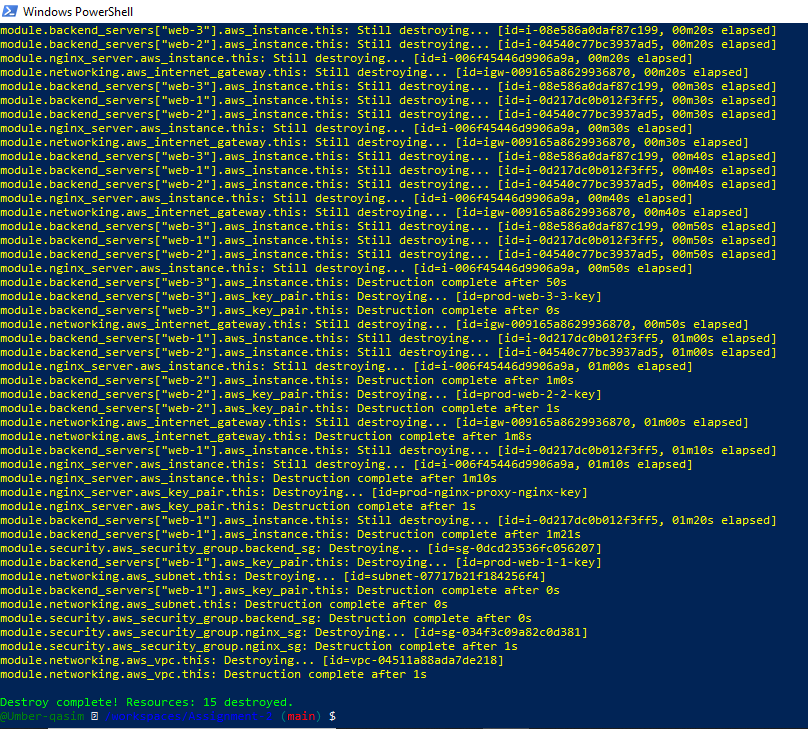 Windows PowerShell
module.backend_servers["web-3"].aws_instance.this: Still destroying... [id=i-08e586a0daf87c199, 00m20s elapsed]
module.backend_servers["web-2"].aws_instance.this: Still destroying... [id=i-04540c77bc3937ad5, 00m20s elapsed]
module.nginx_server.aws_instance.this: Still destroying... [id=i-006f45446d9906a9a, 00m20s elapsed]
module.networking.aws_internet_gateway.this: Still destroying... [id=igw-009165a8629936870, 00m20s elapsed]
module.backend_servers["web-3"].aws_instance.this: Still destroying... [id=i-08e586a0daf87c199, 00m30s elapsed]
module.backend_servers["web-1"].aws_instance.this: Still destroying... [id=i-0d217dc0b012f3ff5, 00m30s elapsed]
module.backend_servers["web-2"].aws_instance.this: Still destroying... [id=i-04540c77bc3937ad5, 00m30s elapsed]
module.nginx_server.aws_instance.this: Still destroying... [id=i-006f45446d9906a9a, 00m30s elapsed]
module.networking.aws_internet_gateway.this: Still destroying... [id=igw-009165a8629936870, 00m30s elapsed]
module.backend_servers["web-3"].aws_instance.this: Still destroying... [id=i-08e586a0daf87c199, 00m40s elapsed]
module.backend_servers["web-1"].aws_instance.this: Still destroying... [id=i-0d217dc0b012f3ff5, 00m40s elapsed]
module.backend_servers["web-2"].aws_instance.this: Still destroying... [id=i-04540c77bc3937ad5, 00m40s elapsed]
module.nginx_server.aws_instance.this: Still destroying... [id=i-006f45446d9906a9a, 00m40s elapsed]
module.networking.aws_internet_gateway.this: Still destroying... [id=igw-009165a8629936870, 00m40s elapsed]
module.backend_servers["web-3"].aws_instance.this: Still destroying... [id=i-08e586a0daf87c199, 00m50s elapsed]
module.backend_servers["web-1"].aws_instance.this: Still destroying... [id=i-0d217dc0b012f3ff5, 00m50s elapsed]
module.backend_servers["web-2"].aws_instance.this: Still destroying... [id=i-04540c77bc3937ad5, 00m50s elapsed]
module.nginx_server.aws_instance.this: Still destroying... [id=i-006f45446d9906a9a, 00m50s elapsed]
module.backend_servers["web-3"].aws_instance.this: Destruction complete after 50s
module.backend_servers["web-3"].aws_key_pair.this: Destroying... [id=prod-web-3-3-key]
module.backend_servers["web-3"].aws_key_pair.this: Destruction complete after 0s
module.networking.aws_internet_gateway.this: Still destroying... [id=igw-009165a8629936870, 00m50s elapsed]
module.backend_servers["web-1"].aws_instance.this: Still destroying... [id=i-0d217dc0b012f3ff5, 01m00s elapsed]
module.backend_servers["web-2"].aws_instance.this: Still destroying... [id=i-04540c77bc3937ad5, 01m00s elapsed]
module.nginx_server.aws_instance.this: Still destroying... [id=i-006f45446d9906a9a, 01m00s elapsed]
module.backend_servers["web-2"].aws_instance.this: Destruction complete after 1m0s
module.backend_servers["web-2"].aws_key_pair.this: Destroying... [id=prod-web-2-2-key]
module.backend_servers["web-2"].aws_key_pair.this: Destruction complete after 1s
module.networking.aws_internet_gateway.this: Still destroying... [id=igw-009165a8629936870, 01m00s elapsed]
module.networking.aws_internet_gateway.this: Destruction complete after 1m8s
module.backend_servers["web-1"].aws_instance.this: Still destroying... [id=i-0d217dc0b012f3ff5, 01m10s elapsed]
module.nginx_server.aws_instance.this: Still destroying... [id=i-006f45446d9906a9a, 01m10s elapsed]
module.nginx_server.aws_instance.this: Destruction complete after 1m10s
module.nginx_server.aws_key_pair.this: Destroying... [id=prod-nginx-proxy-nginx-key]
module.nginx_server.aws_key_pair.this: Destruction complete after 1s
module.backend_servers["web-1"].aws_instance.this: Still destroying... [id=i-0d217dc0b012f3ff5, 01m20s elapsed]
module.backend_servers["web-1"].aws_instance.this: Destruction complete after 1m21s
module.security.aws_security_group.backend_sg: Destroying... [id=sg-0dcd23536fc056207]
module.backend_servers["web-1"].aws_key_pair.this: Destroying... [id=prod-web-1-1-key]
module.networking.aws_subnet.this: Destroying... [id=subnet-07717b21f184256f4]
module.backend_servers["web-1"].aws_key_pair.this: Destruction complete after 0s
module.networking.aws_subnet.this: Destruction complete after 0s
module.security.aws_security_group.backend_sg: Destruction complete after 0s
module.security.aws_security_group.nginx_sg: Destroying... [id=sg-034f3c09a82c0d381]
module.security.aws_security_group.nginx_sg: Destruction complete after 1s
module.networking.aws_vpc.this: Destroying... [id=vpc-04511a88ada7de218]
module.networking.aws_vpc.this: Destruction complete after 1s
Destroy complete! Resources: 15 destroyed.
@Umber-qasim /workspaces/Assignment-2 (main) $